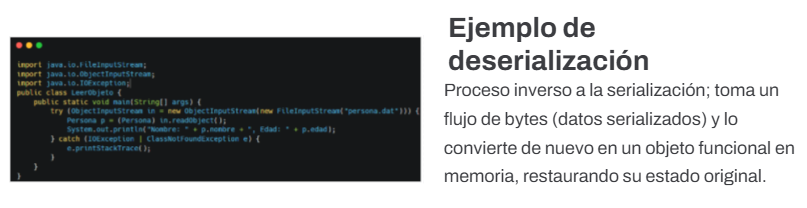 import java.io.FileInputStream;
import java.io.ObjectInputStream;
import java.io.IOException;
public class LeerObjeto {
public static void main(String[] args) {
try (ObjectInputStream in = new ObjectInputStream(new FileInputStream("persona.dat"))) {
Persona p = (Persona) in.readObject();
System.out.println("Nombre: " + p.nombre + ", Edad: " + p.edad);
} catch (IOException | ClassNotFoundException e) {
e.printStackTrace();
}
}
}
Ejemplo de
deserialización
Proceso inverso a la serialización; toma un
flujo de bytes (datos serializados) y lo
convierte de nuevo en un objeto funcional en
memoria, restaurando su estado original.